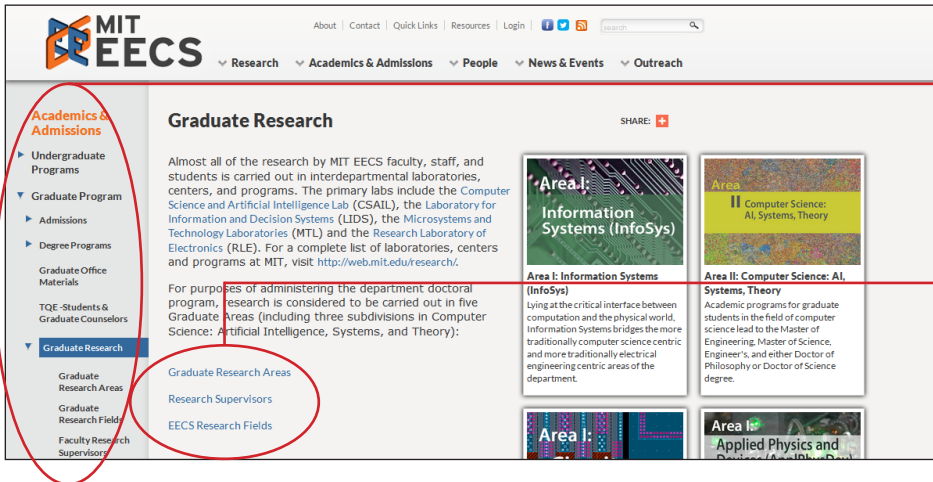 MIT
EECS
About | Contact | Quick Links | Resources | Login |
search
Research Academics & Admissions People News & Events Outreach
Academics &
Admissions
Undergraduate
Programs
Graduate Program
Admissions
Degree Programs
Graduate Office
Materials
TQE -Students &
Graduate Counselors
Graduate Research
Graduate
Research Areas
Graduate
Research Fields
Faculty Research
Supervisors
Graduate Research
SHARE:
Almost all of the research by MIT EECS faculty, staff, and
students is carried out in interdepartmental laboratories,
centers, and programs. The primary labs include the Computer
Science and Artificial Intelligence Lab (CSAIL), the Laboratory for
Information and Decision Systems (LIDS), the Microsystems and
Technology Laboratories (MTL) and the Research Laboratory of
Electronics (RLE). For a complete list of laboratories, centers
and programs at MIT, visit http://web.mit.edu/research/.
For purposes of administering the department doctoral
program, research is considered to be carried out in five
Graduate Areas (including three subdivisions in Computer
Science: Artificial Intelligence, Systems, and Theory):
Graduate Research Areas
Research Supervisors
EECS Research Fields
Area I:
Information
Systems (InfoSys)
Area I: Information Systems
(InfoSys)
Lying at the critical interface between
computation and the physical world,
Information Systems bridges the more
traditionally computer science centric
and more traditionally electrical
engineering centric areas of the
department.
Area
II Computer Science:
AI, Systems, Theory
Area II: Computer Science: AI,
Systems, Theory
Academic programs for graduate
students in the field of computer
science lead to the Master of
Engineering, Master of Science,
Engineer's, and either Doctor of
Philosophy or Doctor of Science
degree.
Area I:
Area I:
Applied Physics and
Devices (ApplPhysDev)